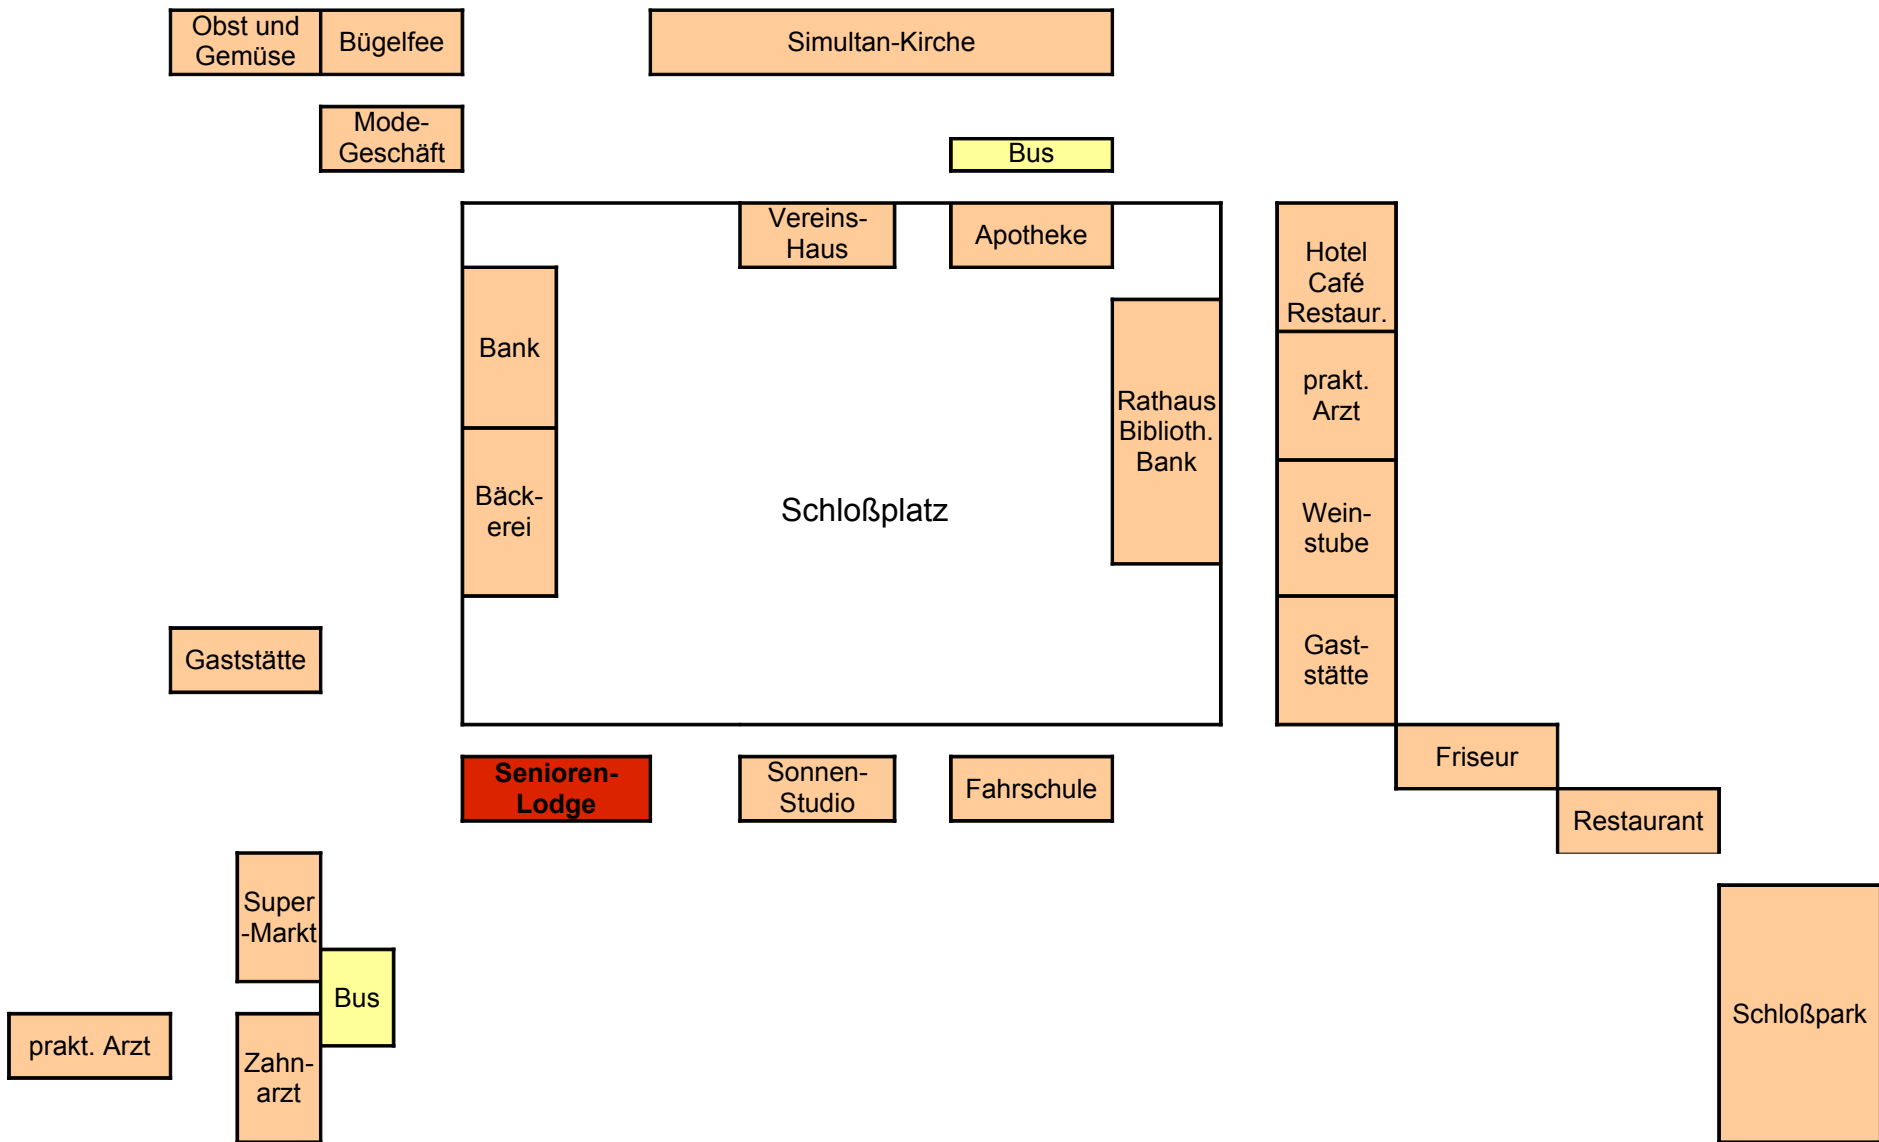 Obst und
Gemüse
Bügelfee
Simultan-Kirche
Mode-
Geschäft
Bus
Vereins-
Haus
Apotheke
Hotel
Café
Restaur.
Bank
prakt.
Arzt
Rathaus
Biblioth.
Bank
Bäck-
erei
Schloßplatz
Wein-
stube
Gaststätte
Gast-
stätte
Senioren-
Lodge
Sonnen-
Studio
Fahrschule
Friseur
Restaurant
Super
-Markt
Bus
Schloßpark
prakt. Arzt
Zahn-
arzt